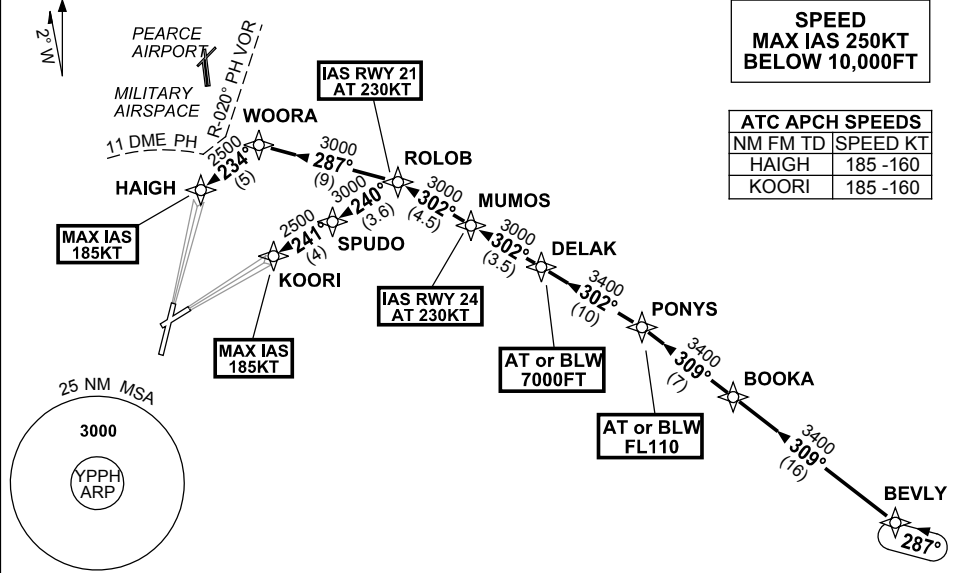 2° W
PEARCE
AIRPORT
MILITARY
AIRSPACE
R-020° PH VOR
11 DME PH
SPEED
MAX IAS 250KT
BELOW 10,000FT
ATC APCH SPEEDS
NM FM TD SPEED KT
HAIGH 185 -160
KOORI 185 -160
IAS RWY 21
AT 230KT
WOORA
3000
287°
(9)
ROLOB
2500
234°
(5)
HAIGH
MAX IAS
185KT
3000
240°
(3.6)
SPUDO
2500
241°
(4)
KOORI
MAX IAS
185KT
3000
302°
(4.5)
MUMOS
IAS RWY 24
AT 230KT
3000
302°
(3.5)
DELAK
AT or BLW
7000FT
3400
302°
(10)
PONYS
AT or BLW
FL110
3400
309°
(7)
BOOKA
3400
309°
(16)
BEVLY
287°
25 NM MSA
3000
YPPH
ARP